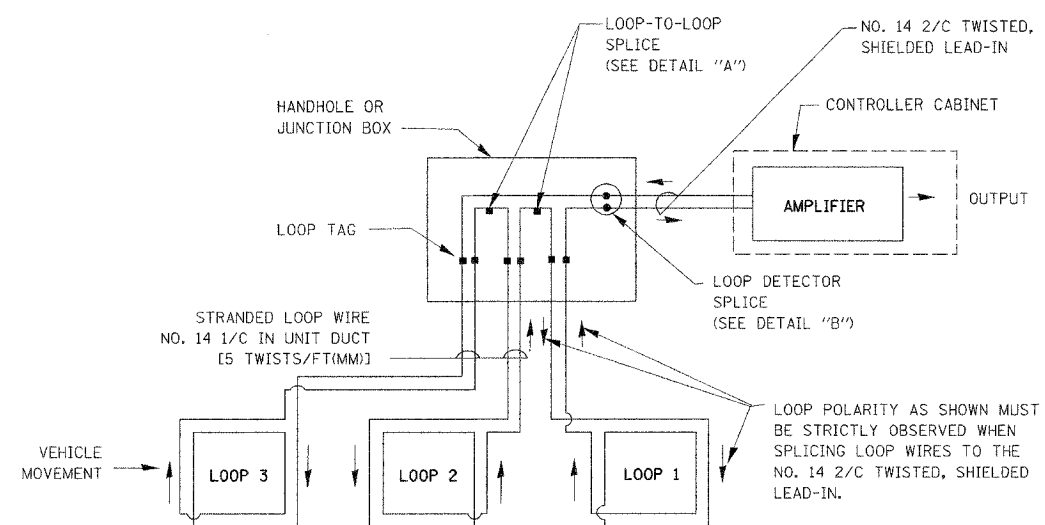 LOOP-TO-LOOP
SPLICE
(SEE DETAIL "A")
NO. 14 2/C TWISTED,
SHIELDED LEAD-IN
HANDHOLE OR
JUNCTION BOX
CONTROLLER CABINET
AMPLIFIER
OUTPUT
LOOP TAG
LOOP DETECTOR
SPLICE
(SEE DETAIL "B")
STRANDED LOOP WIRE
NO. 14 1/C IN UNIT DUCT
[5 TWISTS/FT(MM)]
LOOP POLARITY AS SHOWN MUST
BE STRICTLY OBSERVED WHEN
SPLICING LOOP WIRES TO THE
NO. 14 2/C TWISTED, SHIELDED
LEAD-IN.
VEHICLE
MOVEMENT
LOOP 3
LOOP 2
LOOP 1